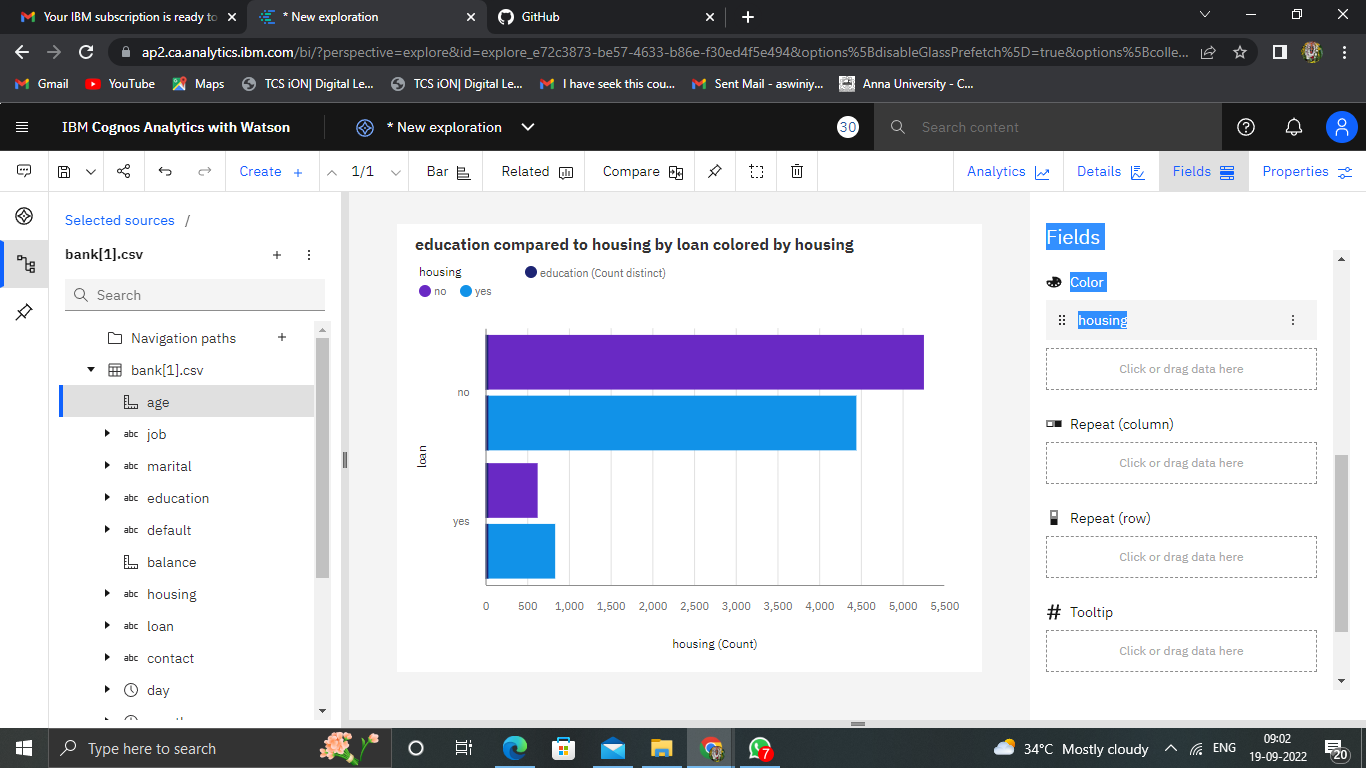 Your IBM subscription is ready to
* New exploration
GitHub
ap2.ca.analytics.ibm.com/bi/?perspective=explore&id=explore_e72c3873-be57-4633-b86e-f30ed4f5e494&options%5BdisableGlassPrefetch%5D=true&options%5Bcolle...
Gmail
YouTube
Maps
TCS iON| Digital Le...
TCS iON| Digital Le...
I have seek this cou...
Sent Mail - aswiniy...
Anna University - C...
IBM Cognos Analytics with Watson
* New exploration
30
Search content
Create +
1/1
Bar
Related
Compare
Analytics
Details
Fields
Properties
Selected sources /
bank[1].csv
Search
Navigation paths
bank[1].csv
age
abc job
abc marital
abc education
abc default
balance
abc housing
abc loan
abc contact
day
education compared to housing by loan colored by housing
housing
no
yes
education (Count distinct)
loan
no
yes
0 500 1,000 1,500 2,000 2,500 3,000 3,500 4,000 4,500 5,000 5,500
housing (Count)
Fields
Color
housing
Click or drag data here
Repeat (column)
Click or drag data here
Repeat (row)
Click or drag data here
# Tooltip
Click or drag data here
Type here to search
7
34°C Mostly cloudy
ENG
09:02
19-09-2022
20